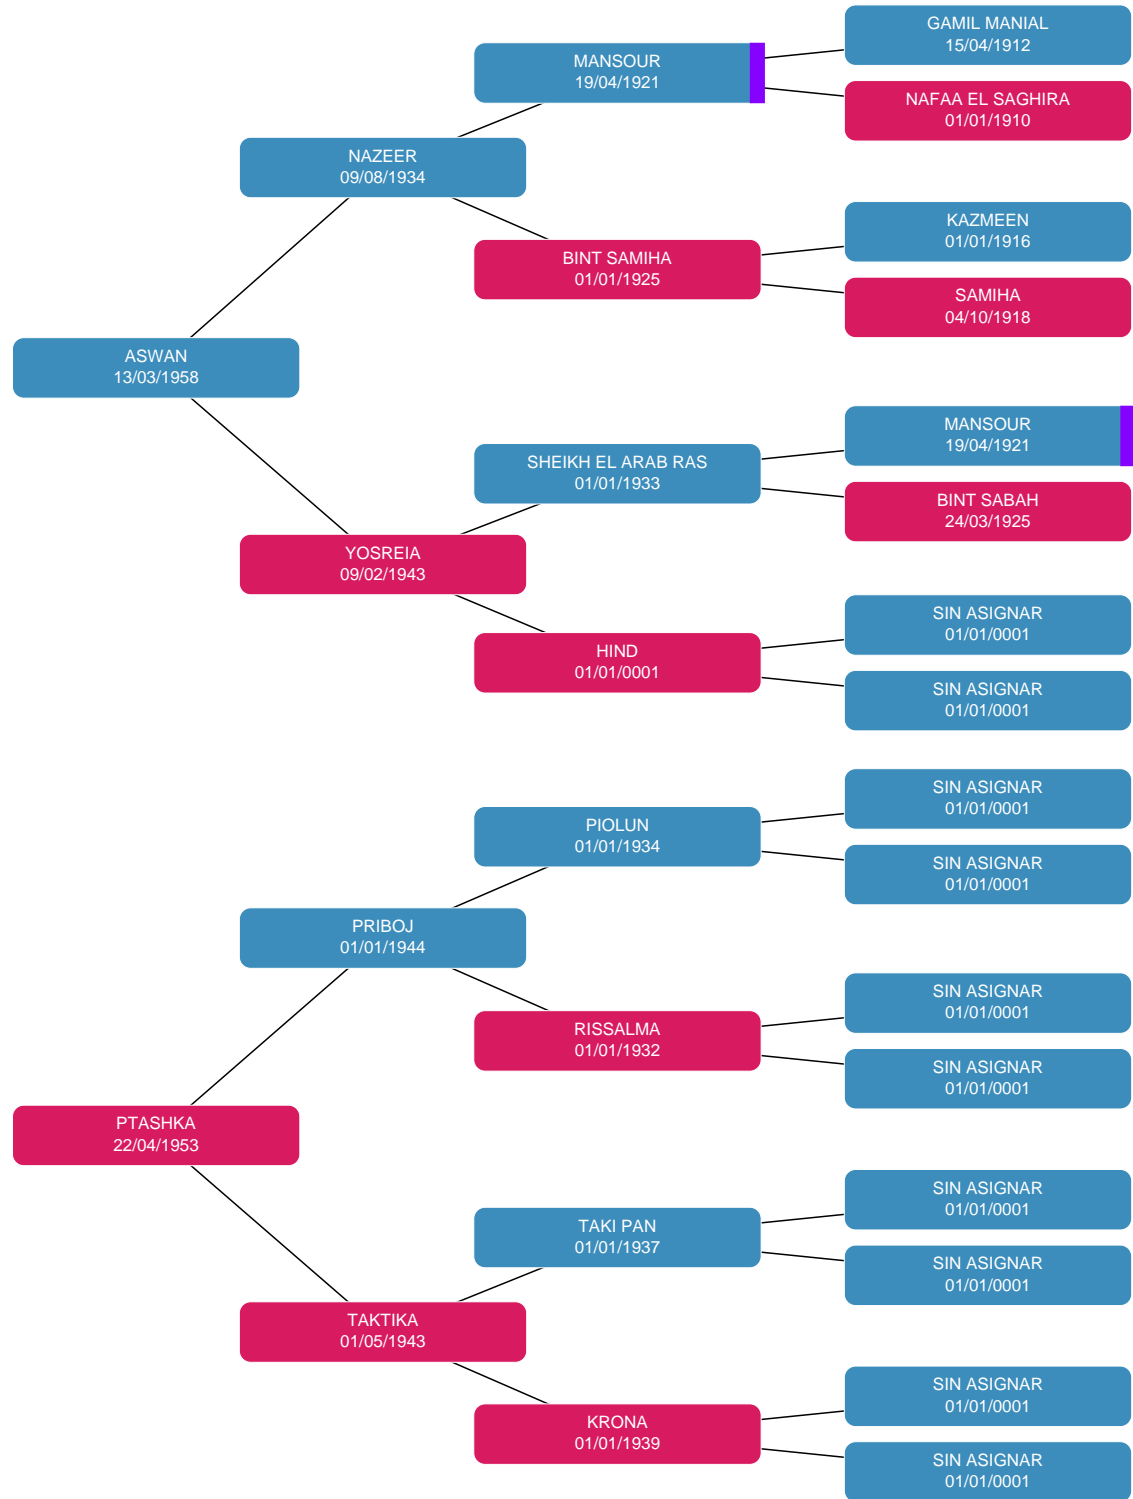 GAMIL MANIAL
15/04/1912
MANSOUR
19/04/1921
NAFAA EL SAGHIRA
01/01/1910
NAZEER
09/08/1934
KAZMEEN
01/01/1916
BINT SAMIHA
01/01/1925
SAMIHA
04/10/1918
ASWAN
13/03/1958
MANSOUR
19/04/1921
SHEIKH EL ARAB RAS
01/01/1933
BINT SABAH
24/03/1925
YOSREIA
09/02/1943
SIN ASIGNAR
01/01/0001
HIND
01/01/0001
SIN ASIGNAR
01/01/0001
SIN ASIGNAR
01/01/0001
PIOLUN
01/01/1934
SIN ASIGNAR
01/01/0001
PRIBOJ
01/01/1944
SIN ASIGNAR
01/01/0001
RISSALMA
01/01/1932
SIN ASIGNAR
01/01/0001
PTASHKA
22/04/1953
SIN ASIGNAR
01/01/0001
TAKI PAN
01/01/1937
SIN ASIGNAR
01/01/0001
TAKTIKA
01/05/1943
SIN ASIGNAR
01/01/0001
KRONA
01/01/1939
SIN ASIGNAR
01/01/0001